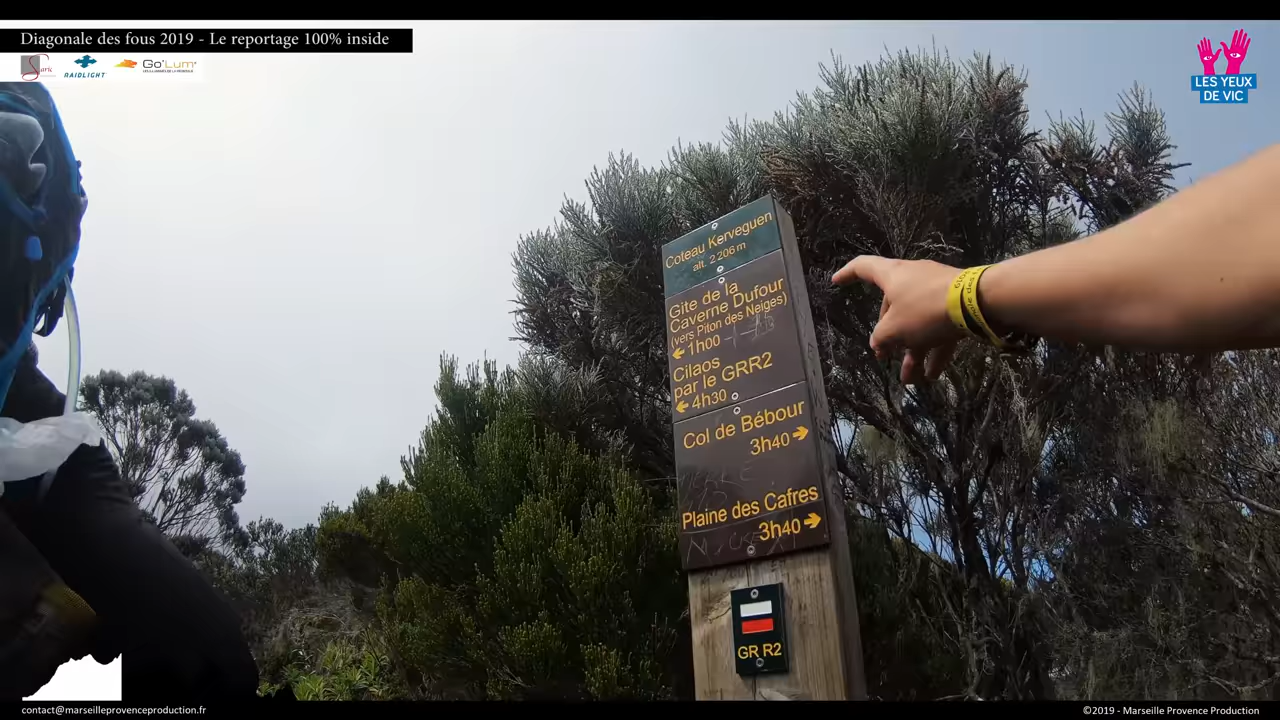 Diagonale des fous 2019 - Le reportage 100% inside
RAIDLIGHT
Go'Lum
LES YEUX
DE VIC
Coteau Kerveguen
alt. 2 206 m
Gîte de la
Caverne Dufour
(vers Piton des Neiges)
1h00
Cilaos
par le GRR2
4h30
Col de Bébour
3h40
Plaine des Cafres
3h40
GR R2
contact@marseilleprovenceproduction.fr
©2019 - Marseille Provence Production